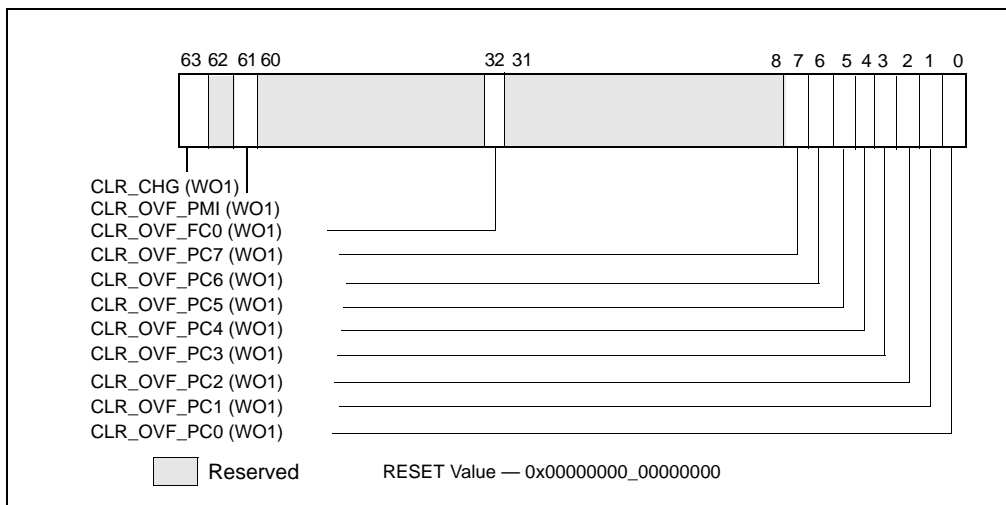 63 62 61 60 32 31 8 7 6 5 4 3 2 1 0
CLR_CHG (WO1)
CLR_OVF_PMI (WO1)
CLR_OVF_FC0 (WO1)
CLR_OVF_PC7 (WO1)
CLR_OVF_PC6 (WO1)
CLR_OVF_PC5 (WO1)
CLR_OVF_PC4 (WO1)
CLR_OVF_PC3 (WO1)
CLR_OVF_PC2 (WO1)
CLR_OVF_PC1 (WO1)
CLR_OVF_PC0 (WO1)
Reserved RESET Value — 0x00000000_00000000